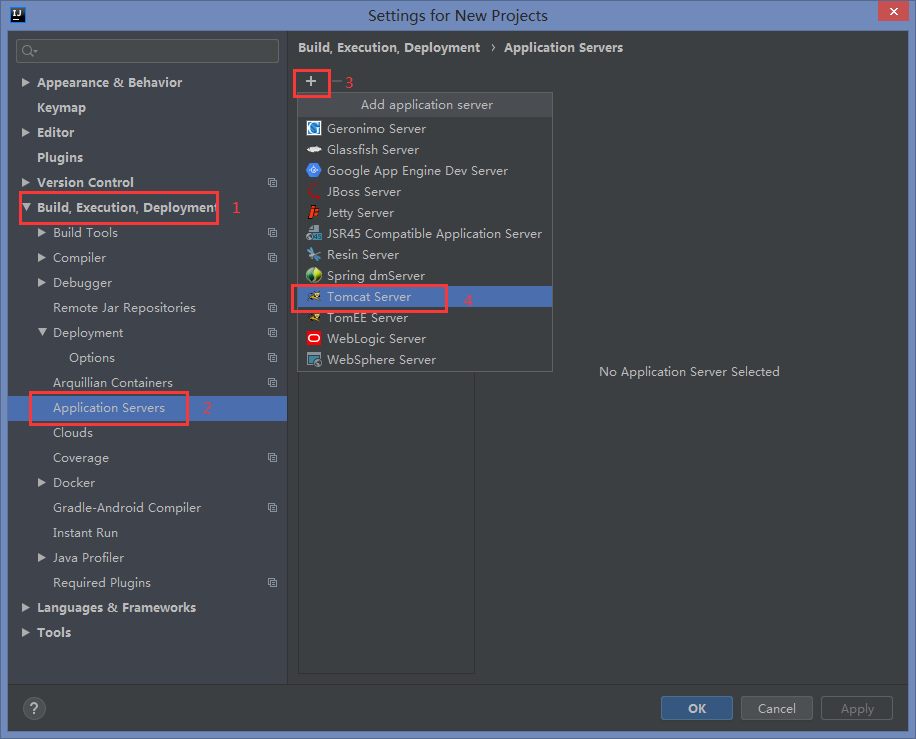 Settings for New Projects
Build, Execution, Deployment › Application Servers
Appearance & Behavior
Keymap
Editor
Plugins
Version Control
Build, Execution, Deployment 1
Build Tools
Compiler
Debugger
Remote Jar Repositories
Deployment
Options
Arquillian Containers
Application Servers 2
Clouds
Coverage
Docker
Gradle-Android Compiler
Instant Run
Java Profiler
Required Plugins
Languages & Frameworks
Tools
+ 3
Add application server
Geronimo Server
Glassfish Server
Google App Engine Dev Server
JBoss Server
Jetty Server
JSR45 Compatible Application Server
Resin Server
Spring dmServer
Tomcat Server 4
TomEE Server
WebLogic Server
WebSphere Server
No Application Server Selected
?
OK Cancel Apply